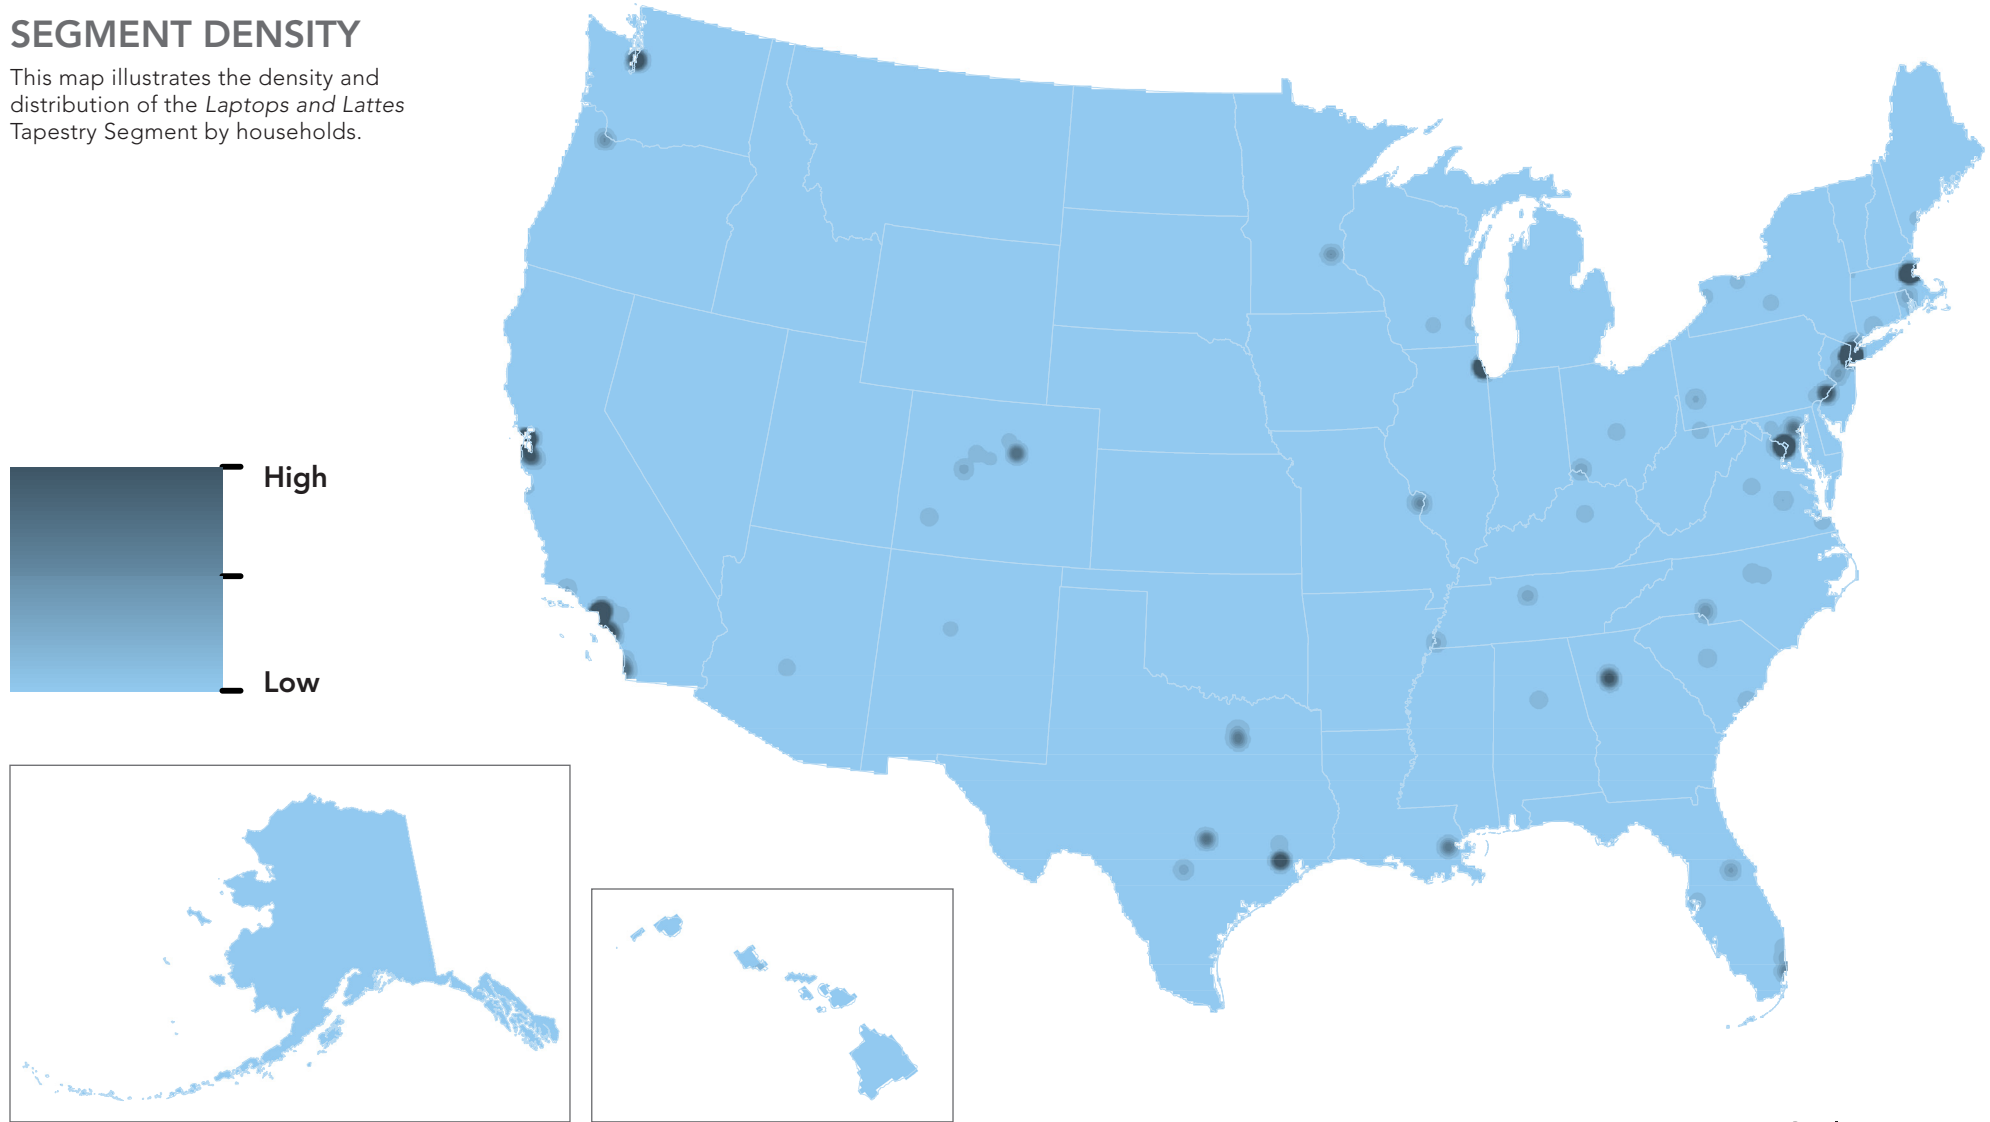 SEGMENT DENSITY
This map illustrates the density and
distribution of the Laptops and Lattes
Tapestry Segment by households.
High
Low